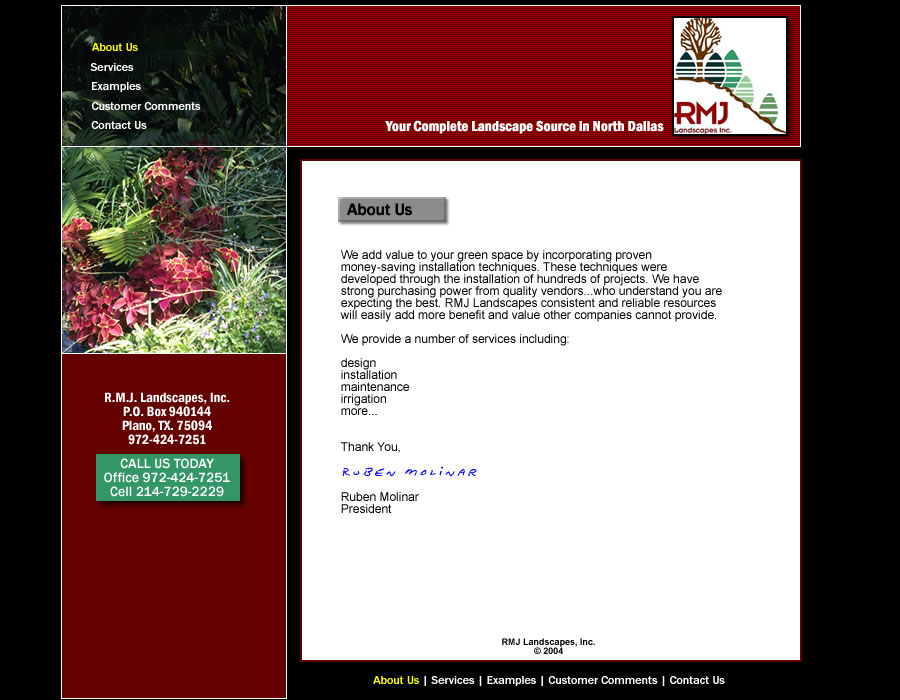 About Us
Services
Examples
Customer Comments
Contact Us
Your Complete Landscape Source in North Dallas
RMJ
Landscapes Inc.
R.M.J. Landscapes, Inc.
P.O. Box 940144
Plano, TX. 75094
972-424-7251
CALL US TODAY
Office 972-424-7251
Cell 214-729-2229
About Us
We add value to your green space by incorporating proven
money-saving installation techniques. These techniques were
developed through the installation of hundreds of projects. We have
strong purchasing power from quality vendors...who understand you are
expecting the best. RMJ Landscapes consistent and reliable resources
will easily add more benefit and value other companies cannot provide.
We provide a number of services including:
design
installation
maintenance
irrigation
more...
Thank You,
RUBEN MOLINAR
Ruben Molinar
President
RMJ Landscapes, Inc.
© 2004
About Us | Services | Examples | Customer Comments | Contact Us